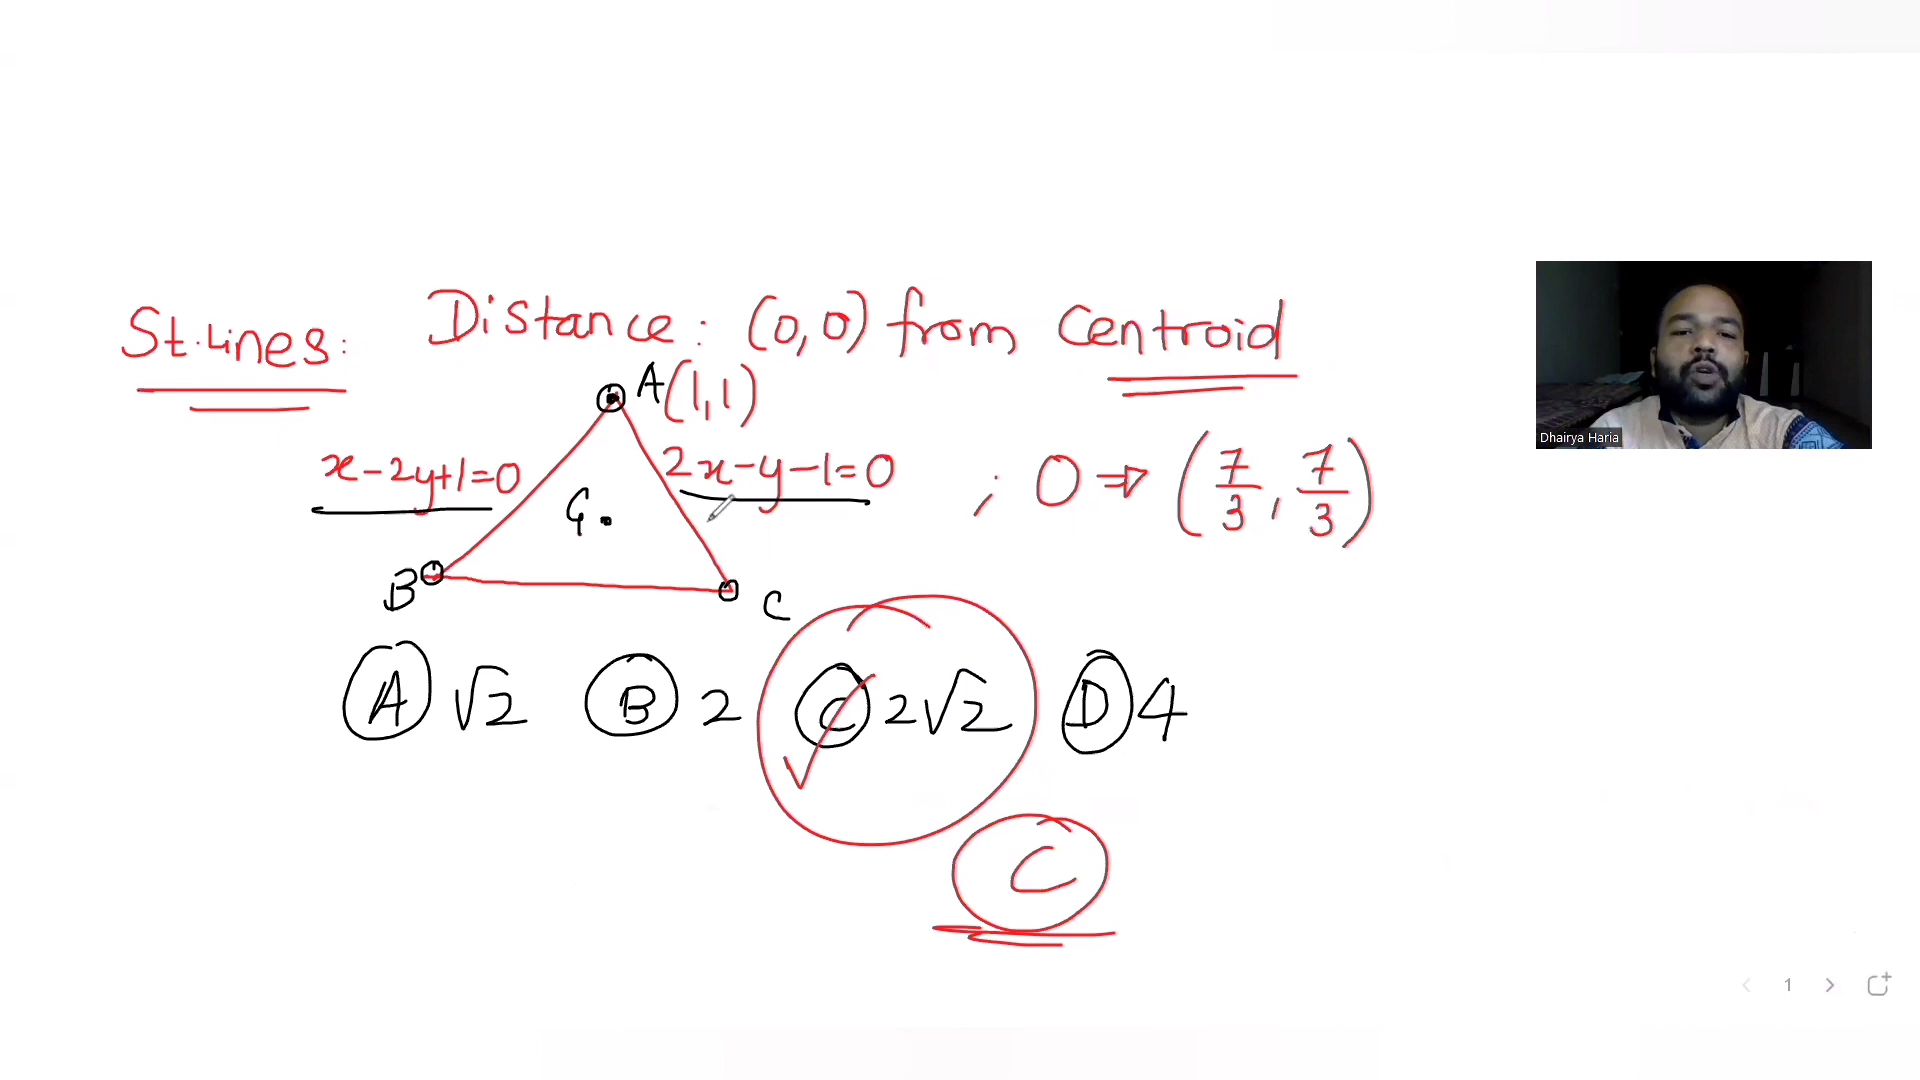 St.Lines: Distance: (0,0) from Centroid
A(1,1)
x-2y+1=0 2x-y-1=0 ; O⇒(7/3, 7/3)
G.
B C
A √2 B 2 C 2√2 D 4
C
Dhairya Haria
1